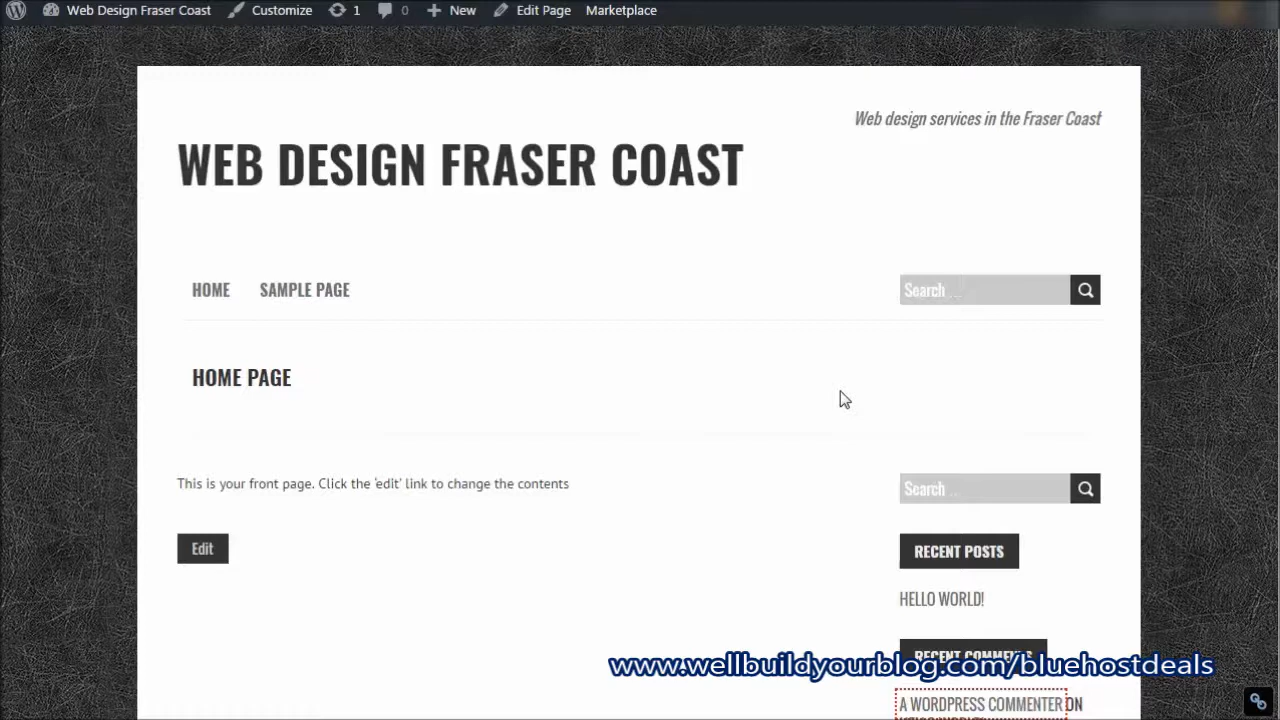 Web Design Fraser Coast Customize 1 0 New Edit Page Marketplace
Web design services in the Fraser Coast
WEB DESIGN FRASER COAST
HOME SAMPLE PAGE Search ...
HOME PAGE
This is your front page. Click the 'edit' link to change the contents
Search ...
Edit
RECENT POSTS
HELLO WORLD!
RECENT COMMENTS
www.wellbuildyourblog.com/bluehostdeals
A WORDPRESS COMMENTER ON